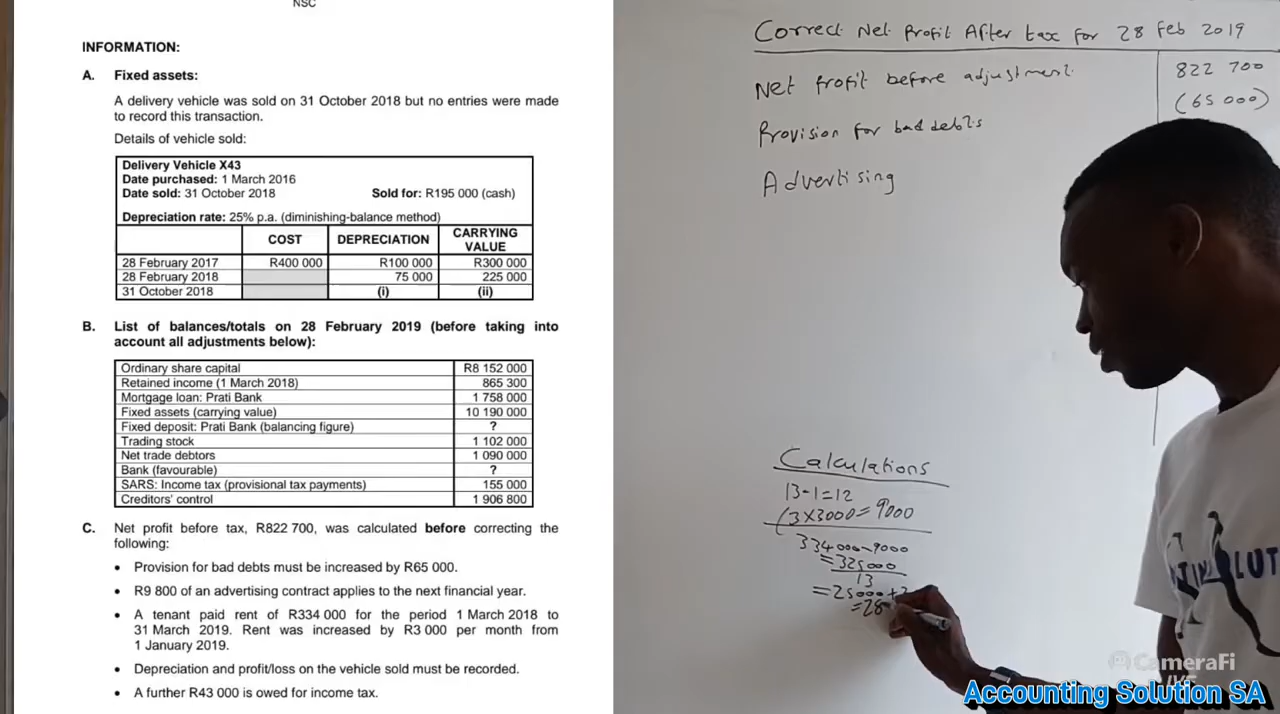 NSC
INFORMATION:
A. Fixed assets:
A delivery vehicle was sold on 31 October 2018 but no entries were made
to record this transaction.
Details of vehicle sold:
Delivery Vehicle X43
Date purchased: 1 March 2016
Date sold: 31 October 2018 Sold for: R195 000 (cash)
Depreciation rate: 25% p.a. (diminishing-balance method)
COST DEPRECIATION CARRYING VALUE
28 February 2017 R400 000 R100 000 R300 000
28 February 2018 75 000 225 000
31 October 2018 (i) (ii)
B. List of balances/totals on 28 February 2019 (before taking into
account all adjustments below):
Ordinary share capital R8 152 000
Retained income (1 March 2018) 865 300
Mortgage loan: Prati Bank 1 758 000
Fixed assets (carrying value) 10 190 000
Fixed deposit: Prati Bank (balancing figure) ?
Trading stock 1 102 000
Net trade debtors 1 090 000
Bank (favourable) ?
SARS: Income tax (provisional tax payments) 155 000
Creditors' control 1 906 800
C. Net profit before tax, R822 700, was calculated before correcting the
following:
• Provision for bad debts must be increased by R65 000.
• R9 800 of an advertising contract applies to the next financial year.
• A tenant paid rent of R334 000 for the period 1 March 2018 to
31 March 2019. Rent was increased by R3 000 per month from
1 January 2019.
• Depreciation and profit/loss on the vehicle sold must be recorded.
• A further R43 000 is owed for income tax.
Correct Net Profit After tax for 28 Feb 2019
Net Profit before adjustment 822 700
Provision for bad debts (65 000)
Advertising
Calculations
13-1=12
(3×3000=9000
334000-9000
=325000
13
=25000+
=28
CameraFi
LIVE
Accounting Solution SA